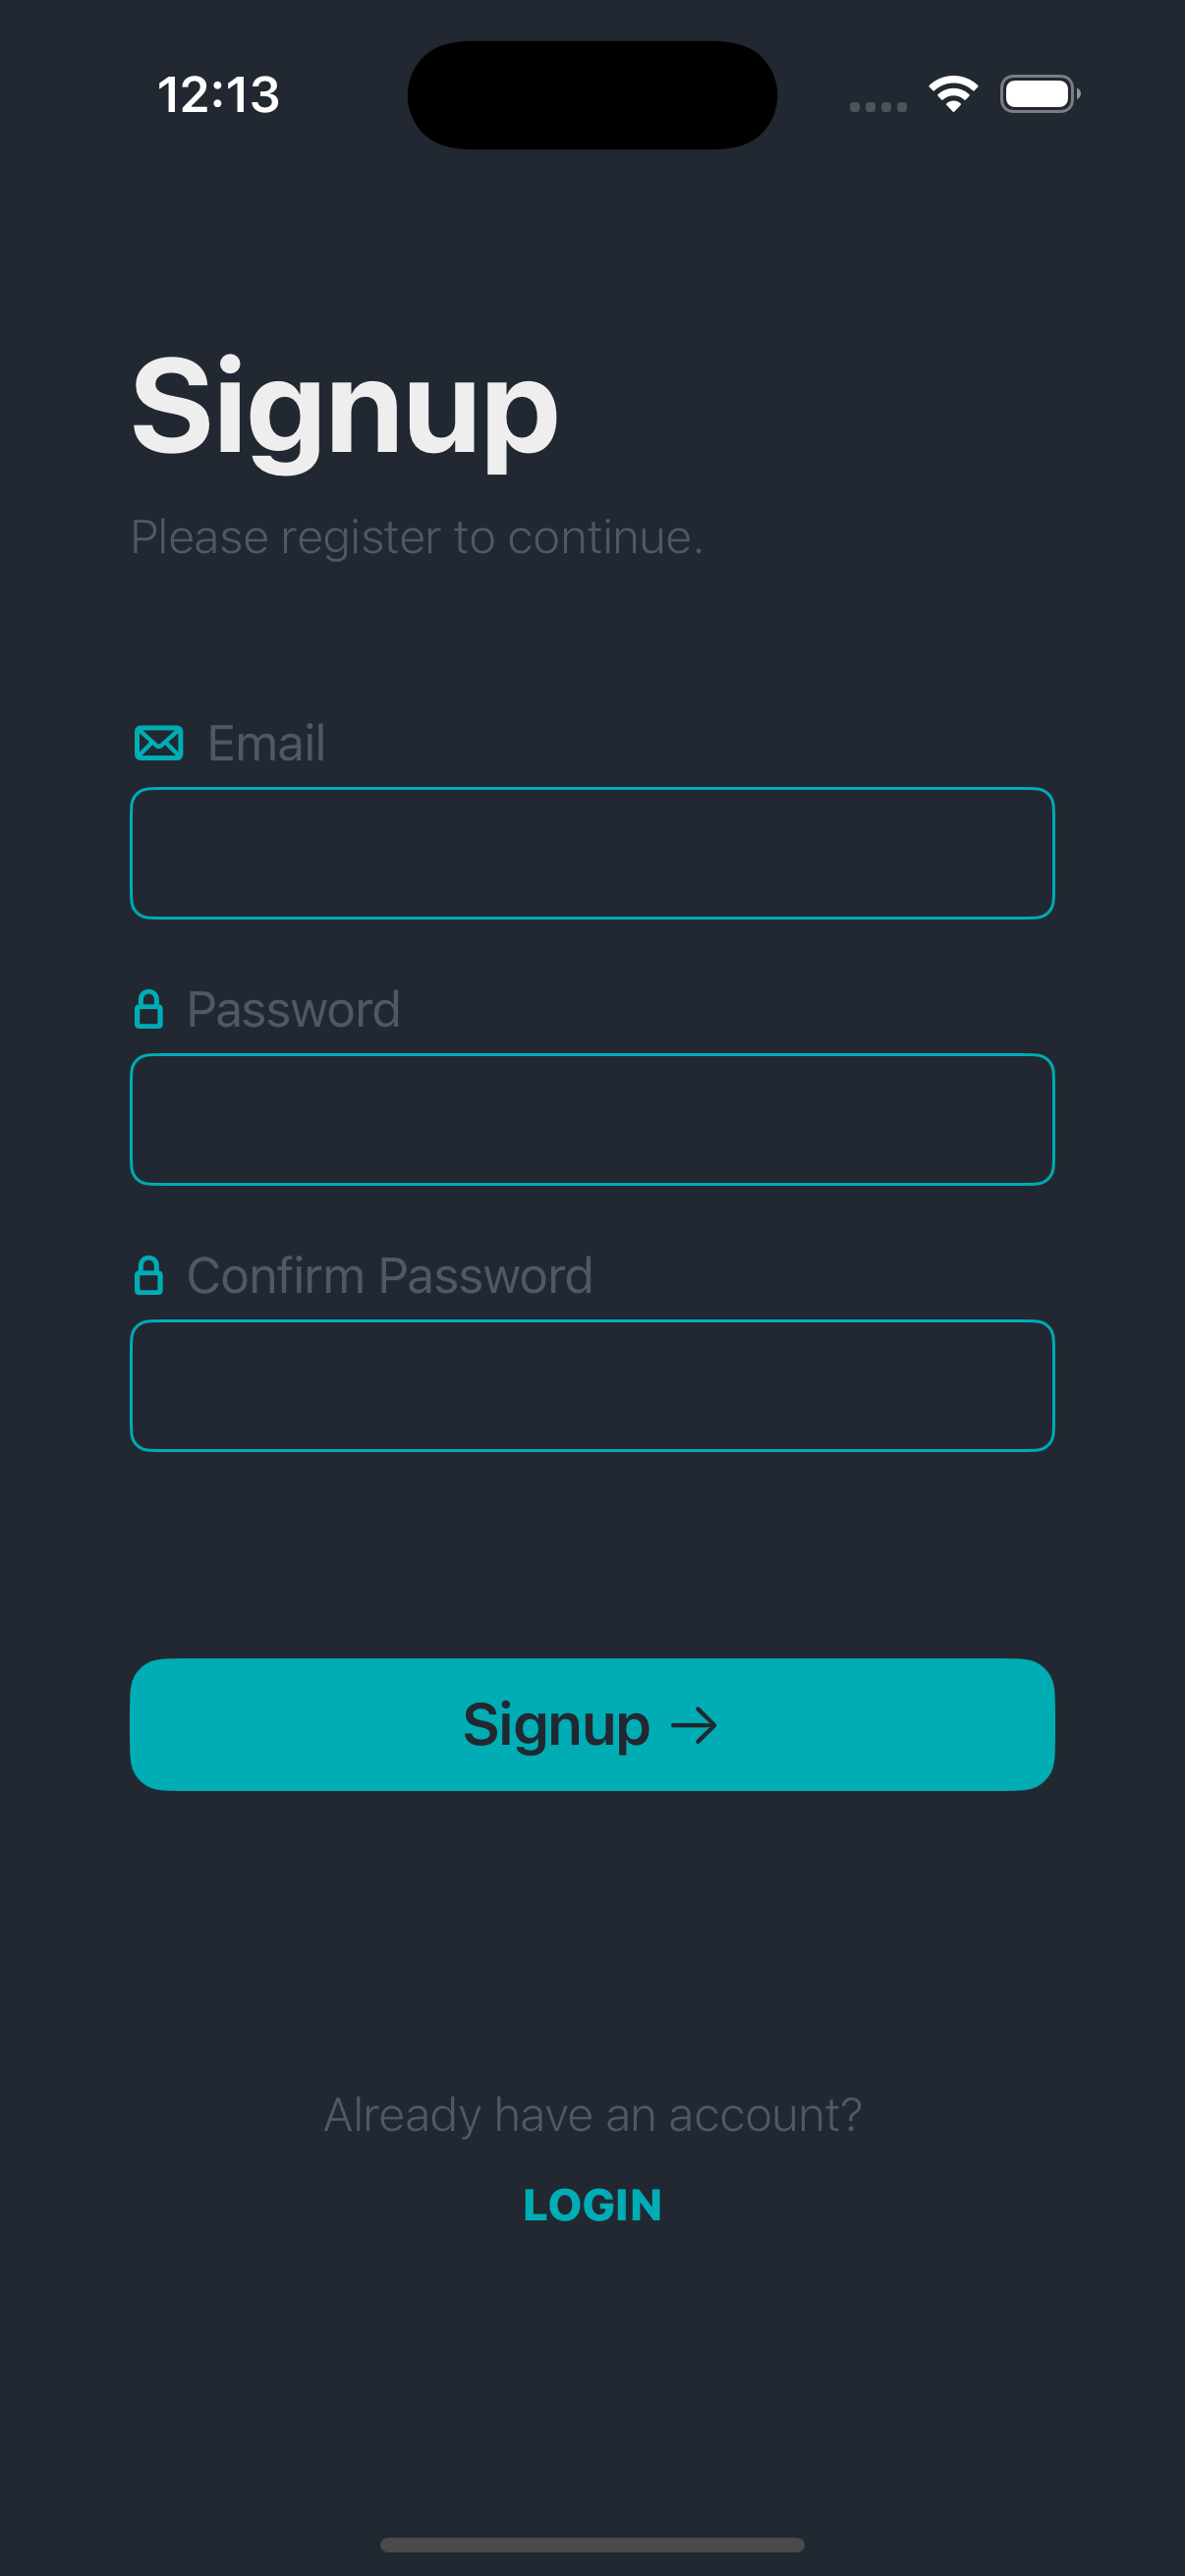 12:13
Signup
Please register to continue.
Email
Password
Confirm Password
Signup →
Already have an account?
LOGIN